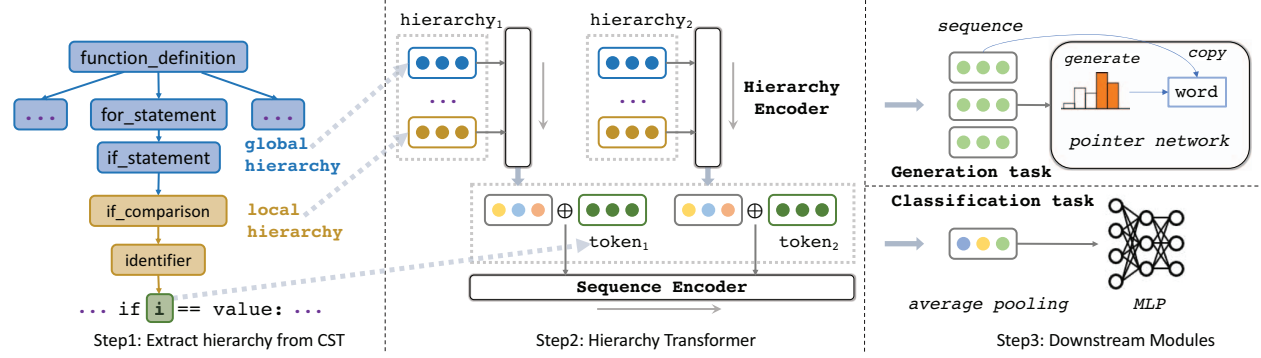 function_definition
...
for_statement
...
if_statement
global
hierarchy
if_comparison
local
hierarchy
identifier
... if i == value: ...
Step1: Extract hierarchy from CST
hierarchy1
hierarchy2
...
...
Hierarchy
Encoder
⊕
⊕
token1
token2
Sequence Encoder
Step2: Hierarchy Transformer
sequence
copy
generate
word
pointer network
Generation task
Classification task
average pooling
MLP
Step3: Downstream Modules